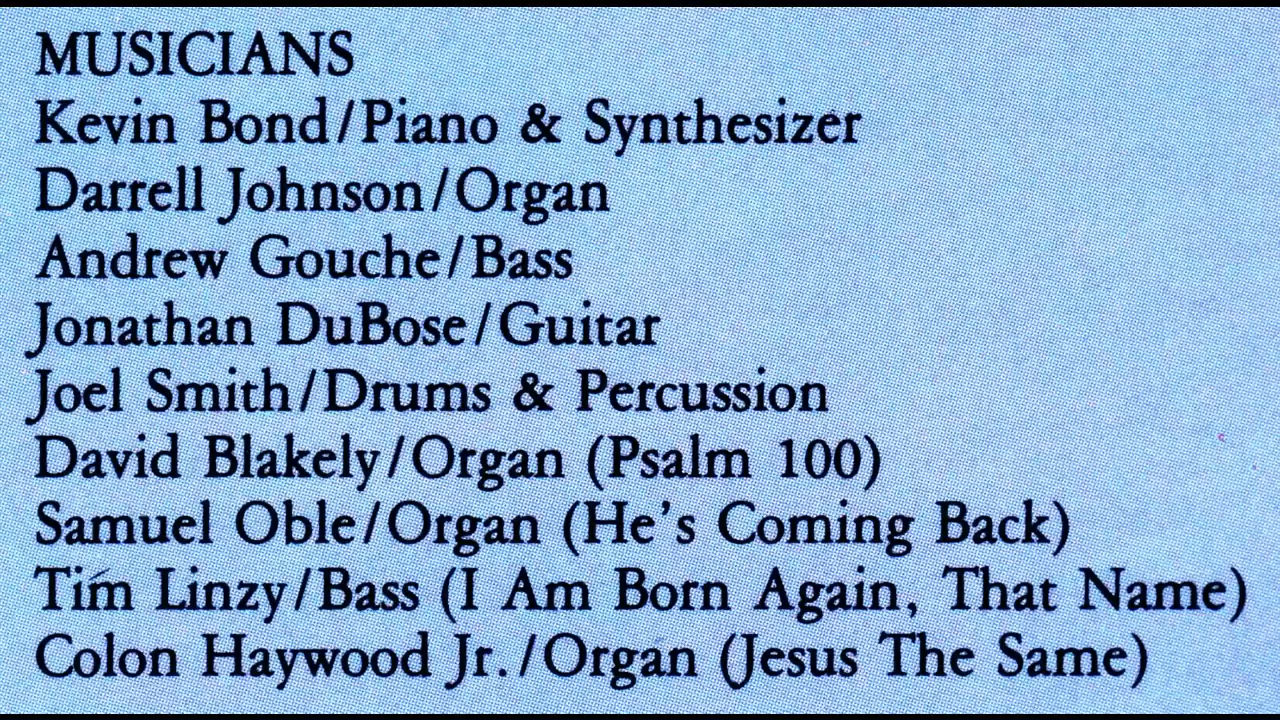 MUSICIANS
Kevin Bond/Piano & Synthesizer
Darrell Johnson/Organ
Andrew Gouche/Bass
Jonathan DuBose/Guitar
Joel Smith/Drums & Percussion
David Blakely/Organ (Psalm 100)
Samuel Oble/Organ (He's Coming Back)
Tim Linzy/Bass (I Am Born Again, That Name)
Colon Haywood Jr./Organ (Jesus The Same)